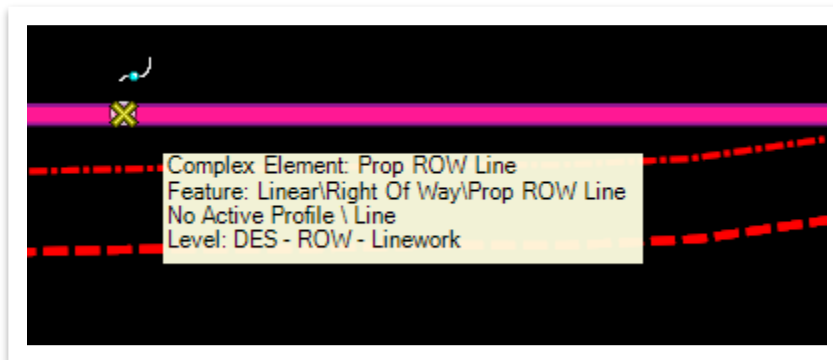 Complex Element: Prop ROW Line
Feature: Linear\Right Of Way\Prop ROW Line
No Active Profile \ Line
Level: DES - ROW - Linework